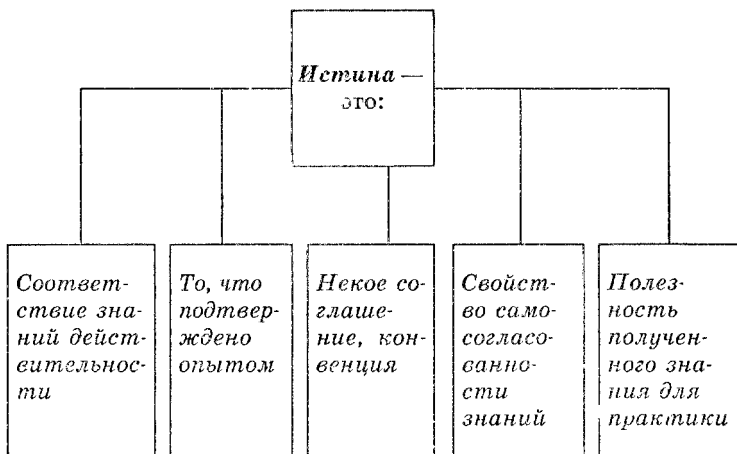 Истина —
это:
Соответ-
ствие зна-
ний дейст-
вительнос-
ти
То, что
подтвер-
ждено
опытом
Некое со-
глаше-
ние, кон-
венция
Свойст-
во само-
согласо-
ванно-
сти
знаний
Полез-
ность
получен-
ного зна-
ния для
практики